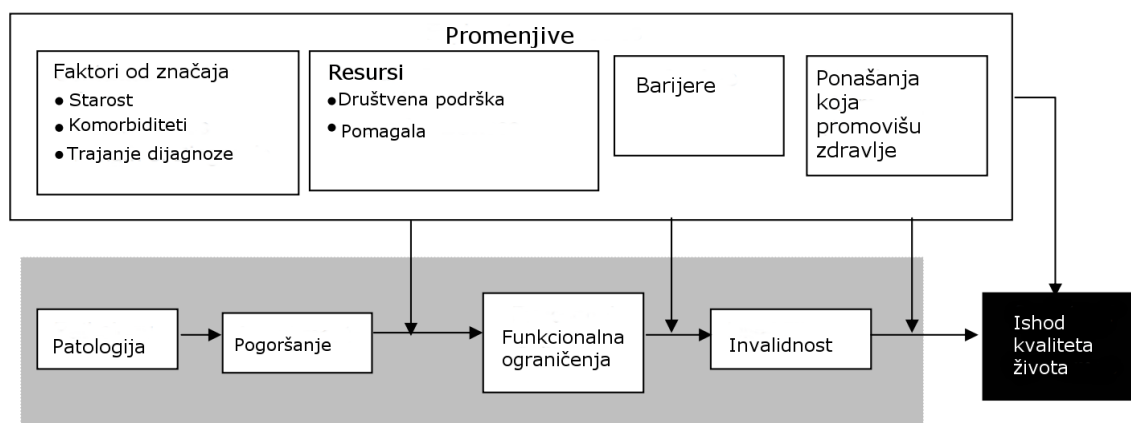 Promenjive
Faktori od značaja
● Starost
● Komorbiditeti
● Trajanje dijagnoze
Resursi
●Društvena podrška
● Pomagala
Barijere
Ponašanja
koja
promovišu
zdravlje
Patologija
Pogoršanje
Funkcionalna
ograničenja
Invalidnost
Ishod
kvaliteta
života